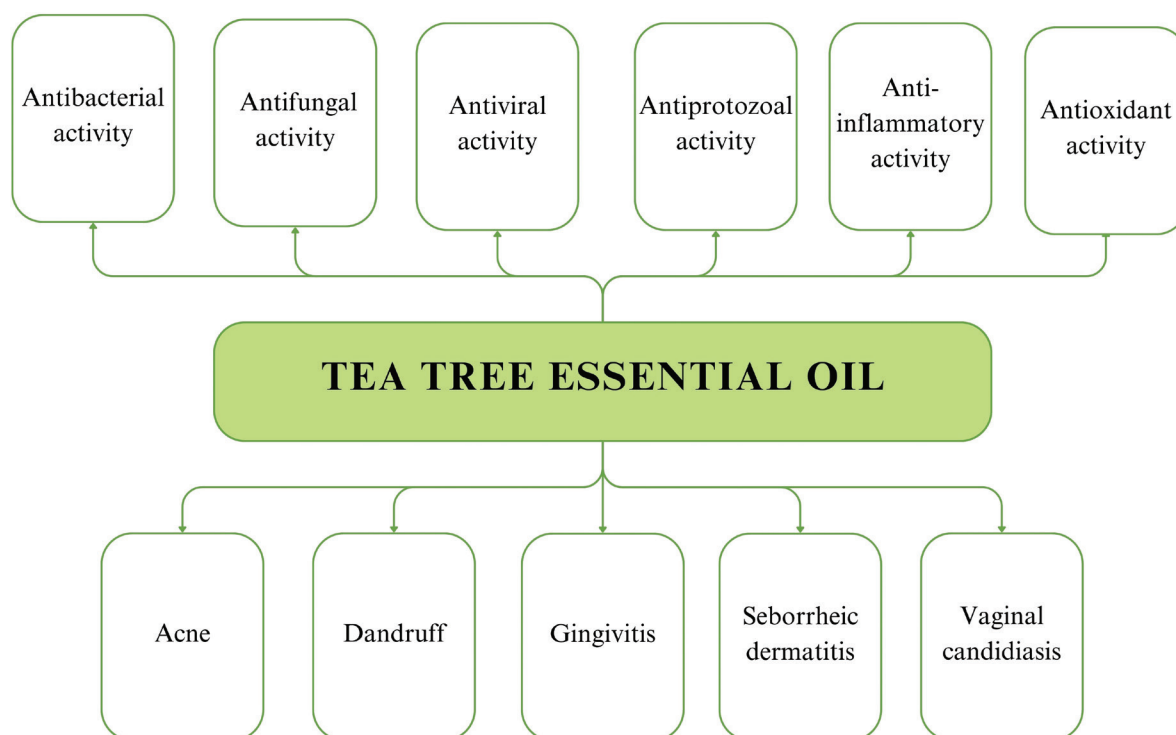 Antibacterial
activity
Antifungal
activity
Antiviral
activity
Antiprotozoal
activity
Anti-
inflammatory
activity
Antioxidant
activity
TEA TREE ESSENTIAL OIL
Acne
Dandruff
Gingivitis
Seborrheic
dermatitis
Vaginal
candidiasis